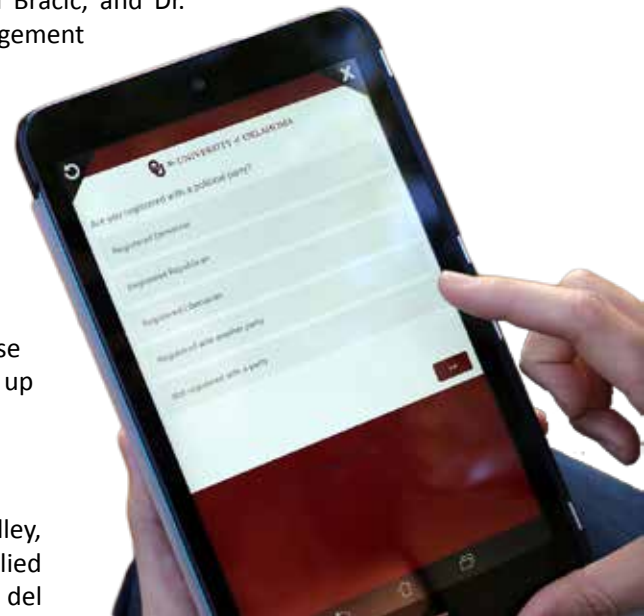 Bracic, and Dr.
gement
X
The UNIVERSITY of OKLAHOMA
Are you registered with a political party?
Registered Democrat
Registered Republican
Registered Libertarian
Registered with another party
Not registered with a party
se
up
lley,
lied
del